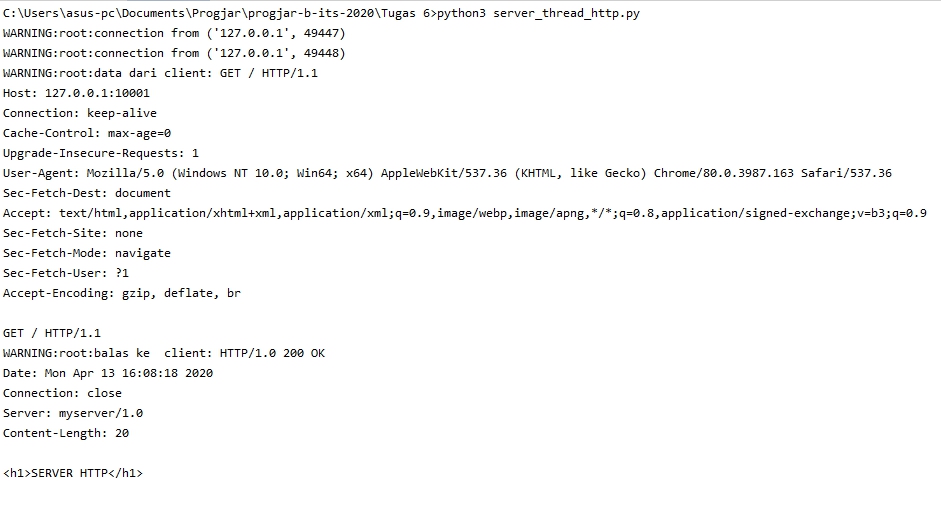 C:\Users\asus-pc\Documents\Progjar\progjar-b-its-2020\Tugas 6>python3 server_thread_http.py
WARNING:root:connection from ('127.0.0.1', 49447)
WARNING:root:connection from ('127.0.0.1', 49448)
WARNING:root:data dari client: GET / HTTP/1.1
Host: 127.0.0.1:10001
Connection: keep-alive
Cache-Control: max-age=0
Upgrade-Insecure-Requests: 1
User-Agent: Mozilla/5.0 (Windows NT 10.0; Win64; x64) AppleWebKit/537.36 (KHTML, like Gecko) Chrome/80.0.3987.163 Safari/537.36
Sec-Fetch-Dest: document
Accept: text/html,application/xhtml+xml,application/xml;q=0.9,image/webp,image/apng,*/*;q=0.8,application/signed-exchange;v=b3;q=0.9
Sec-Fetch-Site: none
Sec-Fetch-Mode: navigate
Sec-Fetch-User: ?1
Accept-Encoding: gzip, deflate, br

GET / HTTP/1.1
WARNING:root:balas ke  client: HTTP/1.0 200 OK
Date: Mon Apr 13 16:08:18 2020
Connection: close
Server: myserver/1.0
Content-Length: 20

<h1>SERVER HTTP</h1>